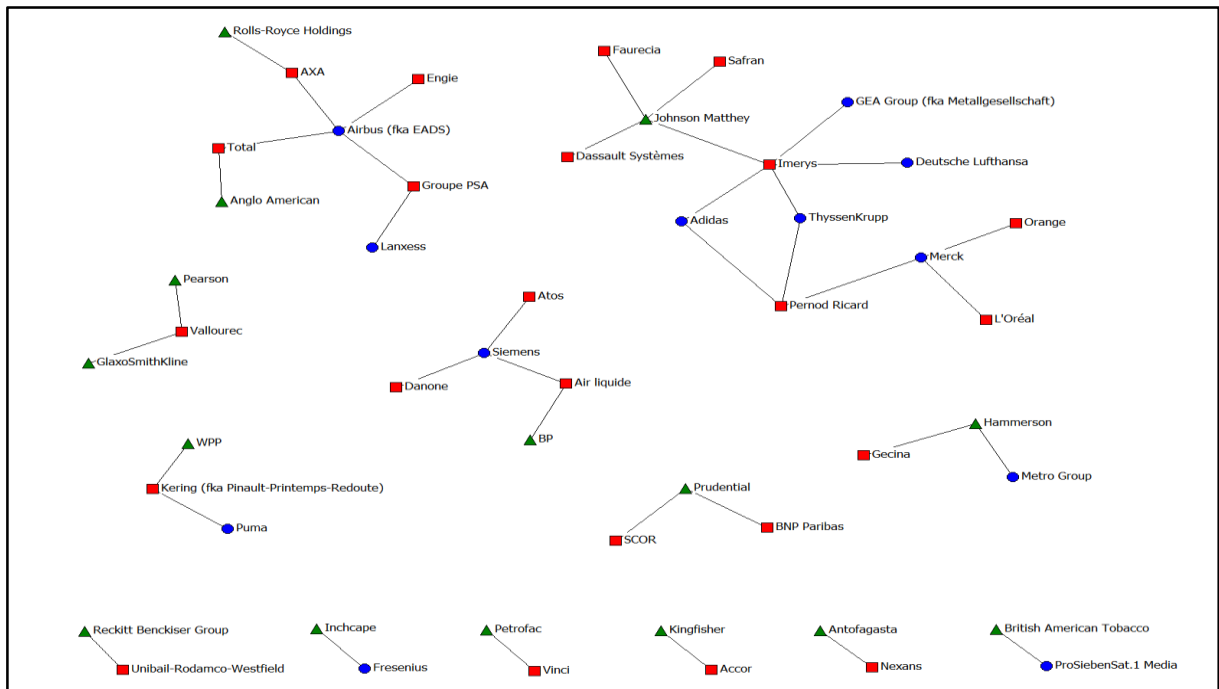 Rolls-Royce Holdings
AXA
Engie
Airbus (fka EADS)
Total
Groupe PSA
Anglo American
Lanxess
Faurecia
Safran
GEA Group (fka Metallgesellschaft)
Johnson Matthey
Dassault Systèmes
Imerys
Deutsche Lufthansa
Adidas
ThyssenKrupp
Orange
Merck
Pernod Ricard
L'Oréal
Pearson
Vallourec
GlaxoSmithKline
Atos
Siemens
Danone
Air liquide
BP
WPP
Kering (fka Pinault-Printemps-Redoute)
Puma
Hammerson
Gecina
Metro Group
Prudential
BNP Paribas
SCOR
Reckitt Benckiser Group
Unibail-Rodamco-Westfield
Inchcape
Fresenius
Petrofac
Vinci
Kingfisher
Accor
Antofagasta
Nexans
British American Tobacco
ProSiebenSat.1 Media